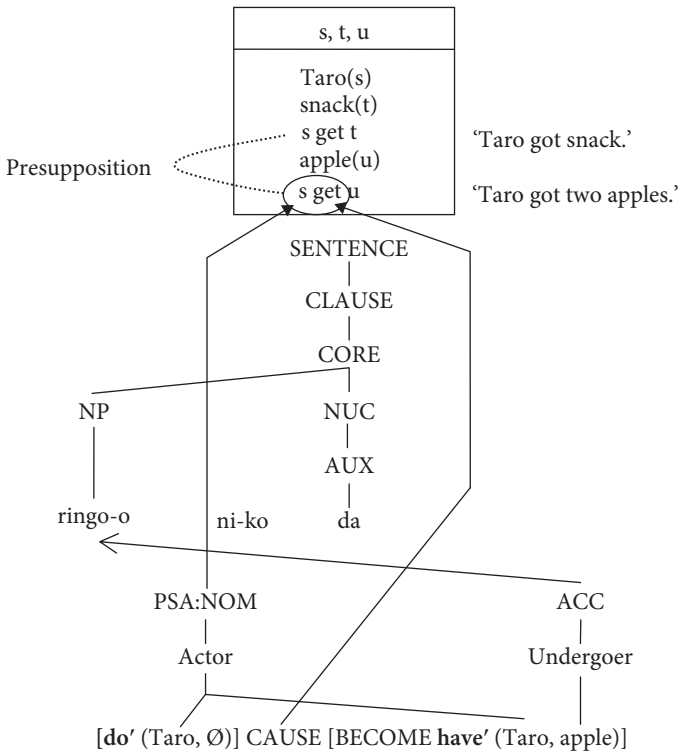 s, t, u
Taro(s)
snack(t)
s get t
‘Taro got snack.’
Presupposition
apple(u)
s get u
‘Taro got two apples.’
SENTENCE
CLAUSE
CORE
NP
NUC
AUX
ringo-o ni-ko da
PSA:NOM ACC
Actor Undergoer
[do′ (Taro, Ø)] CAUSE [BECOME have′ (Taro, apple)]